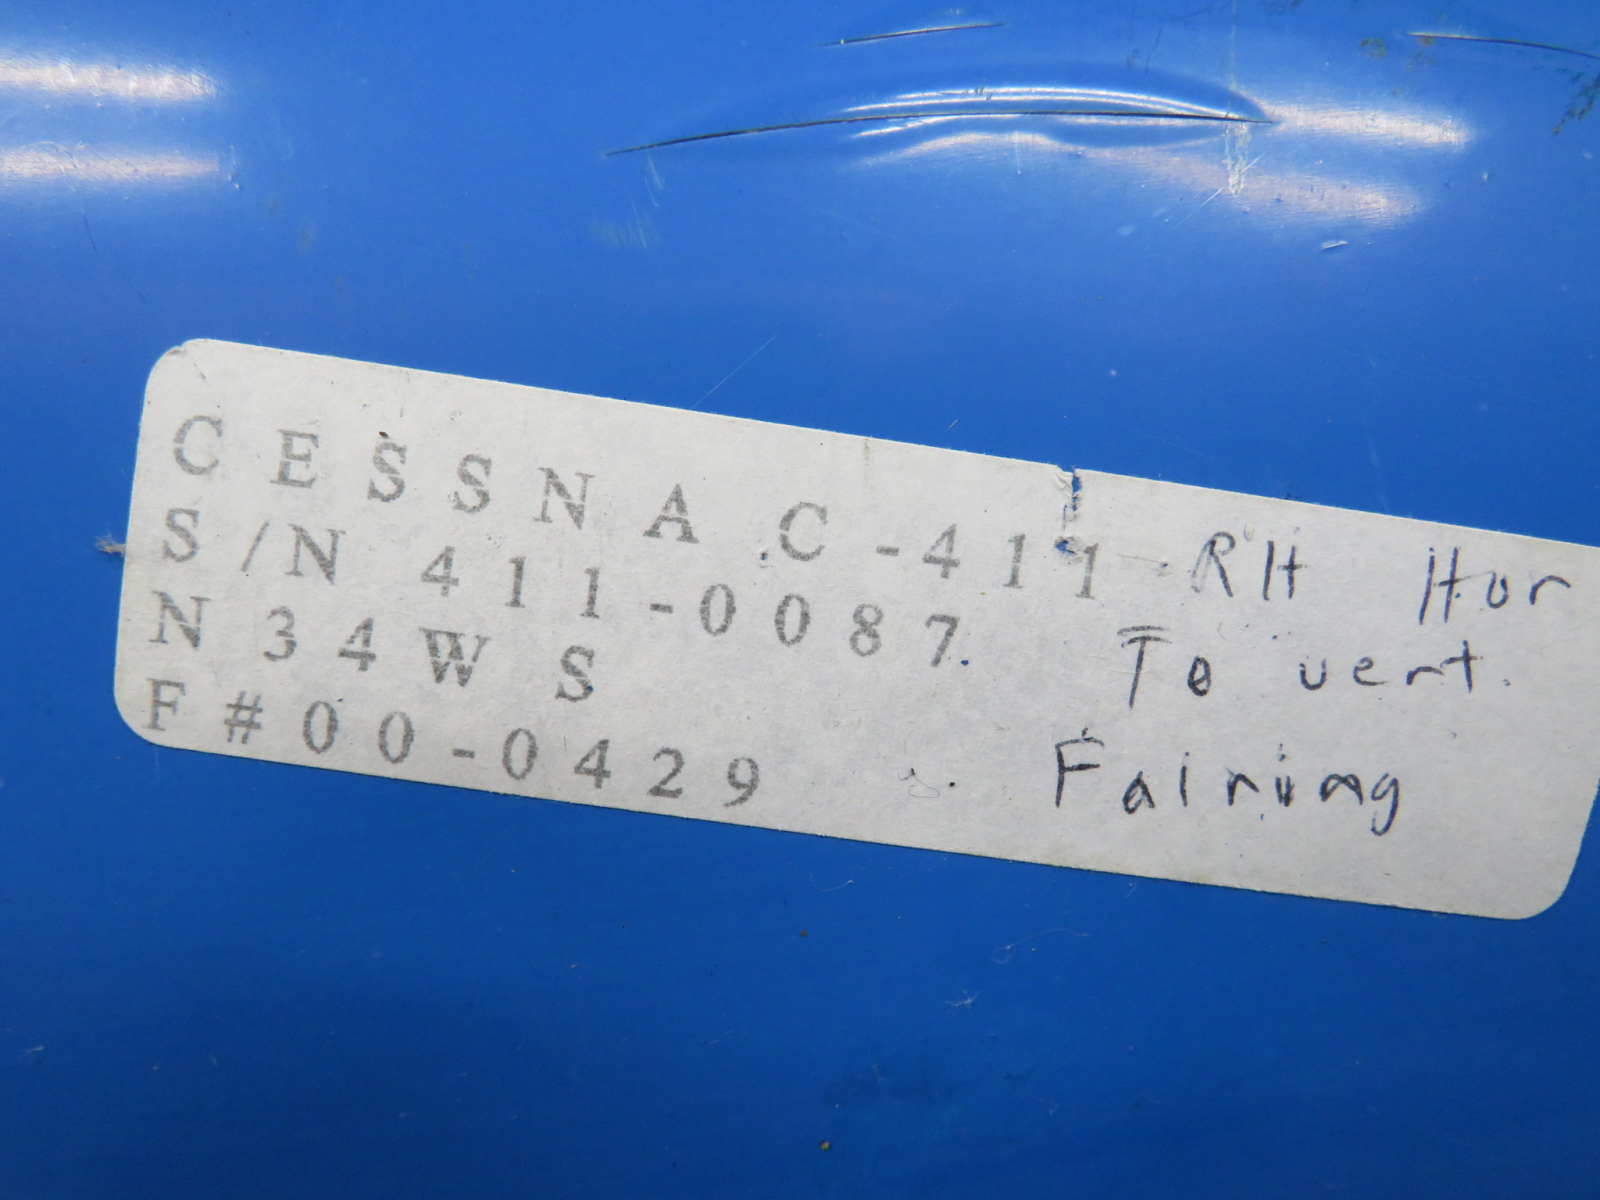 CESSNA C-411 RH Hor
S/N 411-0087. To vert.
N34WS
F#00-0429 Fairing